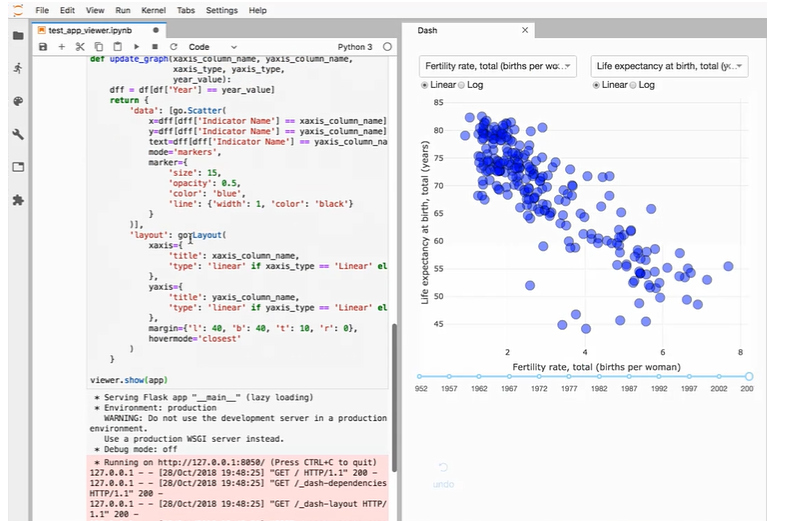 File Edit View Run Kernel Tabs Settings Help
test_app_viewer.ipynb
Code
Python 3
def update_graph(xaxis_column_name, yaxis_column_name,
xaxis_type, yaxis_type,
year_value):
dff = df[df['Year'] == year_value]
return {
'data': [go.Scatter(
x=dff[dff['Indicator Name'] == xaxis_column_name]
y=dff[dff['Indicator Name'] == yaxis_column_name]
text=dff[dff['Indicator Name'] == yaxis_column_na
mode='markers',
marker={
'size': 15,
'opacity': 0.5,
'color': 'blue',
'line': {'width': 1, 'color': 'black'}
}
)],
'layout': go.Layout(
xaxis={
'title': xaxis_column_name,
'type': 'linear' if xaxis_type == 'Linear' el
},
yaxis={
'title': yaxis_column_name,
'type': 'linear' if yaxis_type == 'Linear' el
},
margin={'l': 40, 'b': 40, 't': 10, 'r': 0},
hovermode='closest'
)
}
viewer.show(app)
* Serving Flask app "__main__" (lazy loading)
* Environment: production
WARNING: Do not use the development server in a production
environment.
Use a production WSGI server instead.
* Debug mode: off
* Running on http://127.0.0.1:8050/ (Press CTRL+C to quit)
127.0.0.1 - - [28/Oct/2018 19:48:25] "GET / HTTP/1.1" 200 -
127.0.0.1 - - [28/Oct/2018 19:48:25] "GET /_dash-dependencies
HTTP/1.1" 200 -
127.0.0.1 - - [28/Oct/2018 19:48:25] "GET /_dash-layout HTTP/
1.1" 200 -
Dash
Fertility rate, total (births per wo...
Linear Log
Life expectancy at birth, total (y...
Linear Log
85
80
75
70
65
60
55
50
45
Life expectancy at birth, total (years)
2 4 6 8
Fertility rate, total (births per woman)
952 1957 1962 1967 1972 1977 1982 1987 1992 1997 2002 200
undo